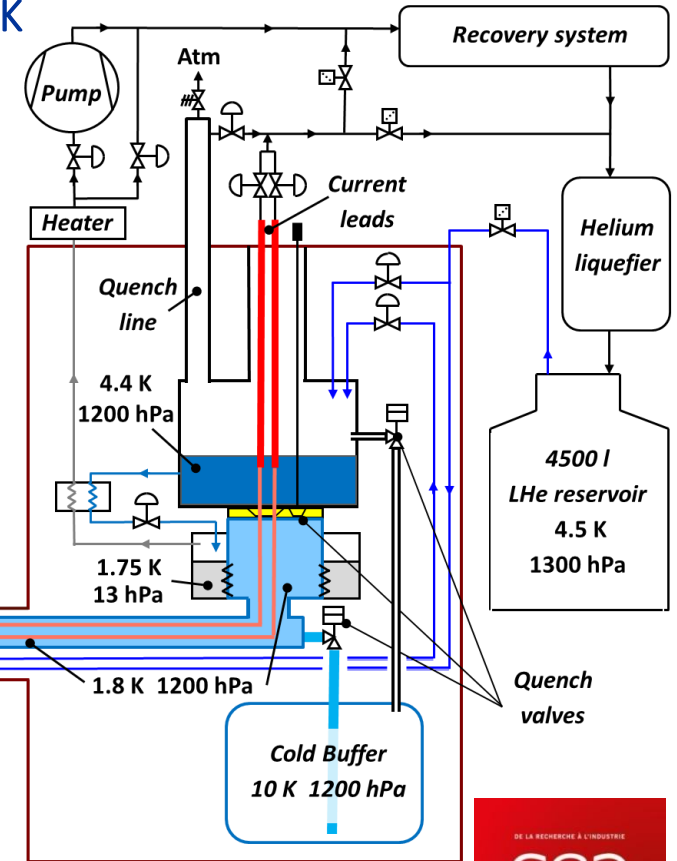 K
Recovery system
Atm
Pump
Current
leads
Heater
Helium
liquefier
Quench
line
4.4 K
1200 hPa
4500 l
LHe reservoir
4.5 K
1300 hPa
1.75 K
13 hPa
1.8 K 1200 hPa
Quench
valves
Cold Buffer
10 K 1200 hPa
DE LA RECHERCHE À L'INDUSTRIE